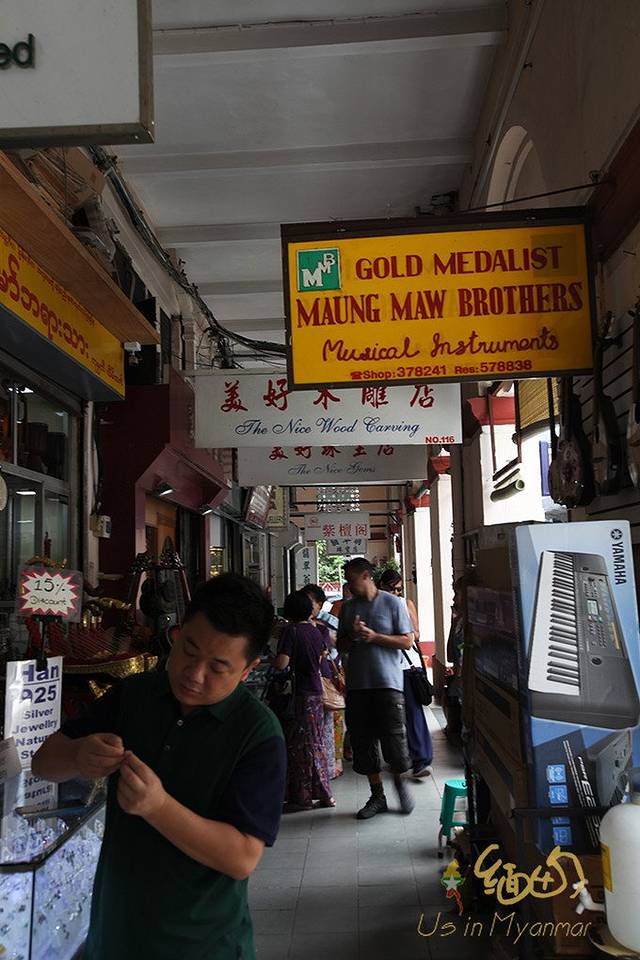 ed
MMB
GOLD MEDALIST
MAUNG MAW BROTHERS
Musical Instruments
☎Shop:378241 Res:578838
美好木雕店
The Nice Wood Carving
NO.116
美好珠宝店
The Nice Gems
紫檀阁
15%
Discount
925
Silver
Jewellry
YAMAHA
缅甸
Us in Myanmar